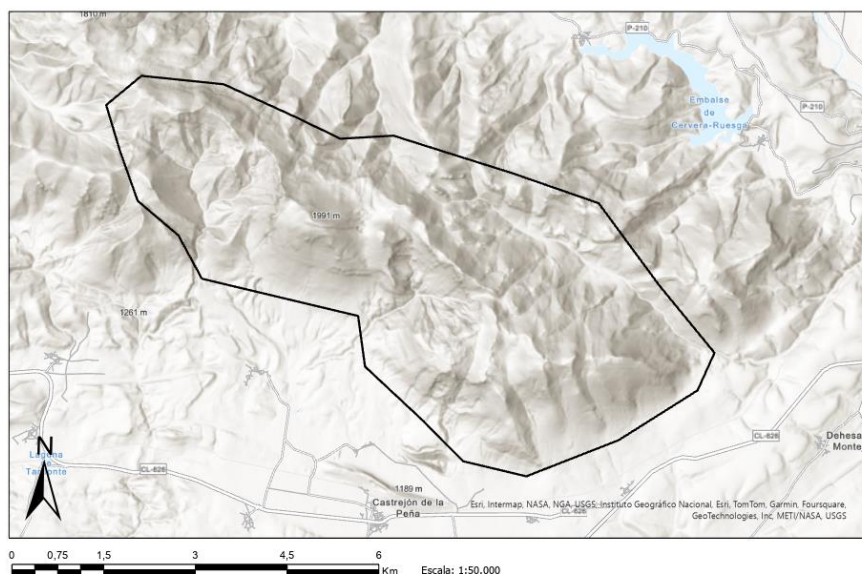 1810 m
P-210
Embalse
de
Cervera-Ruesga
P-210
1991 m
1261 m
N
Laguna
Tarilonte
CL-626
1189 m
Castrejón de la
Peña
CL-626
CL-626
Dehesa
Monte
Esri, Intermap, NASA, NGA, USGS; Instituto Geográfico Nacional, Esri, TomTom, Garmin, Foursquare,
GeoTechnologies, Inc, METI/NASA, USGS
0 0,75 1,5 3 4,5 6
Km
Escala: 1:50.000